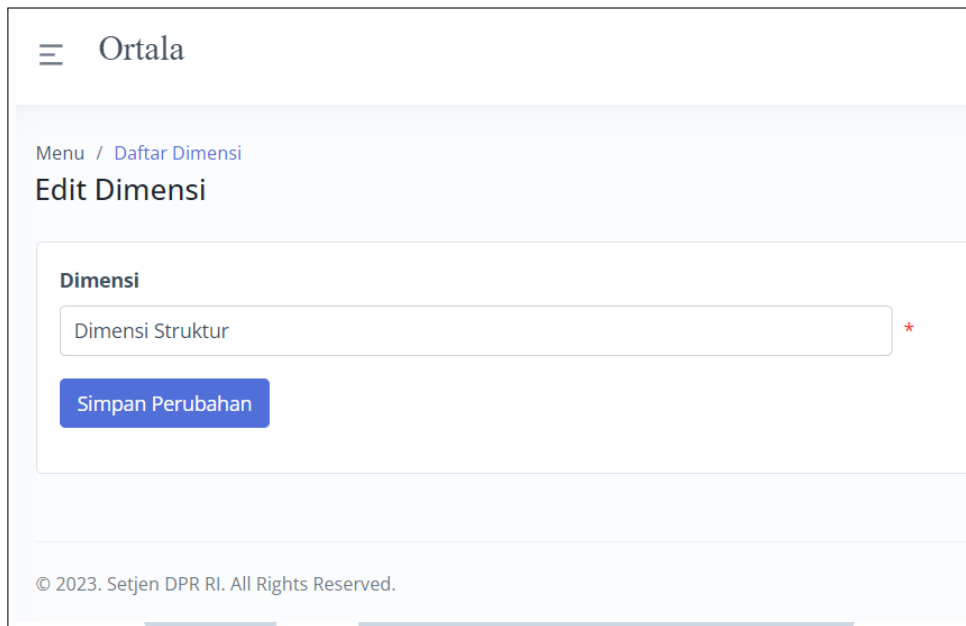 Ortala
Menu / Daftar Dimensi
Edit Dimensi
Dimensi
Dimensi Struktur
*
Simpan Perubahan
© 2023. Setjen DPR RI. All Rights Reserved.